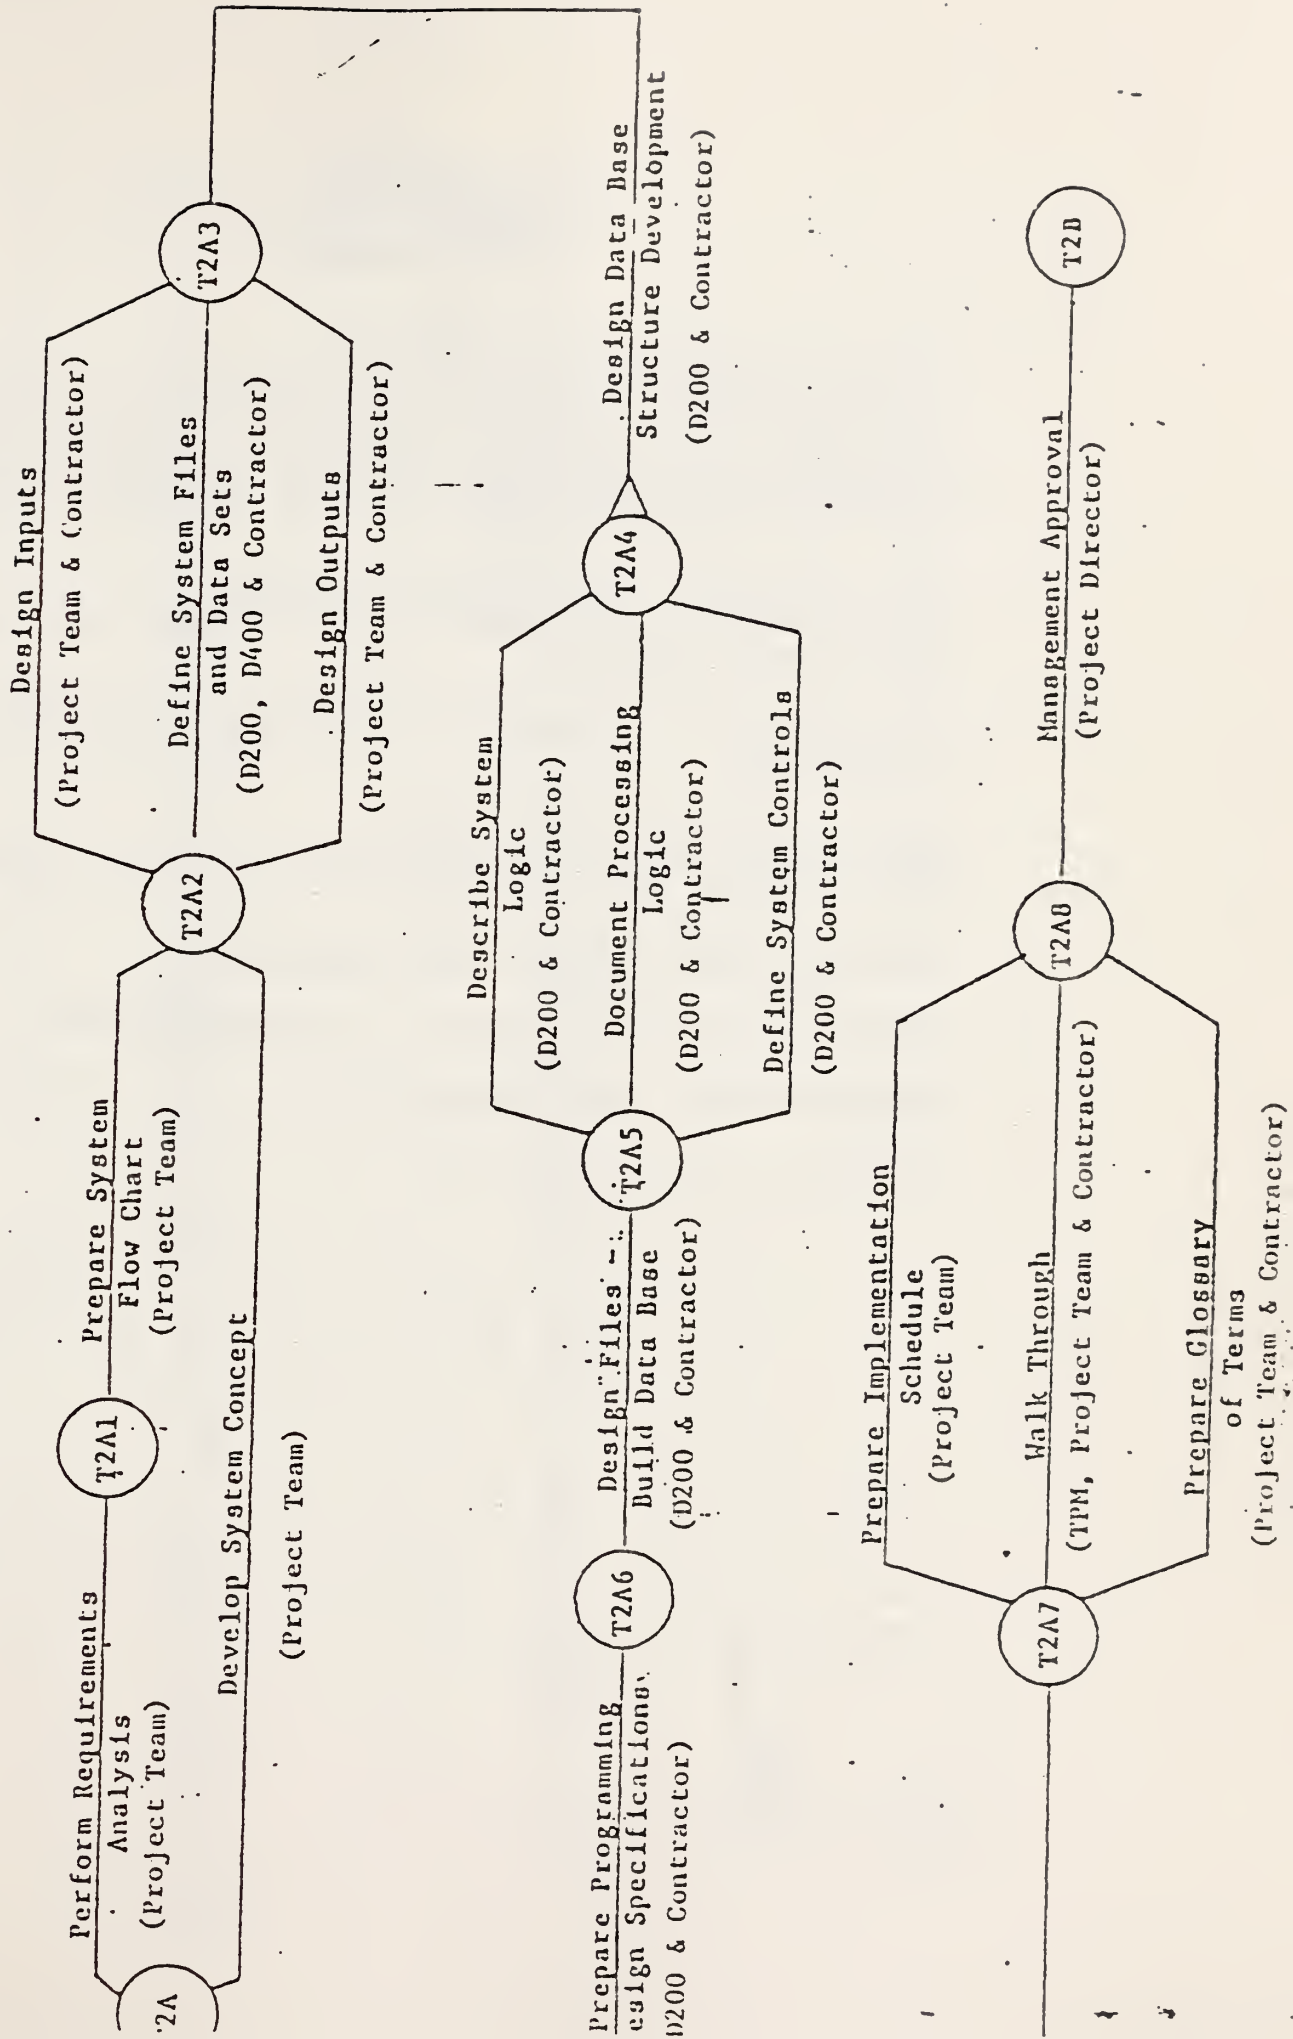 '2A
Perform Requirements
Analysis
(Project Team)
T2A1
Prepare System
Flow Chart
(Project Team)
Develop System Concept
(Project Team)
T2A2
Design Inputs
(Project Team & Contractor)
Define System Files
and Data Sets
(D200, D400 & Contractor)
Design Outputs
(Project Team & Contractor)
T2A3
Design Data Base
Structure Development
(D200 & Contractor)
T2A4
Describe System
Logic
(D200 & Contractor)
Document Processing
Logic
(D200 & Contractor)
Define System Controls
(D200 & Contractor)
T2A5
Design Files -
Build Data Base
(D200 & Contractor)
T2A6
Prepare Programming
esign Specifications
D200 & Contractor)
T2A7
Prepare Implementation
Schedule
(Project Team)
Walk Through
(TPM, Project Team & Contractor)
Prepare Glossary
of Terms
(Project Team & Contractor)
T2A8
Management Approval
(Project Director)
T2B